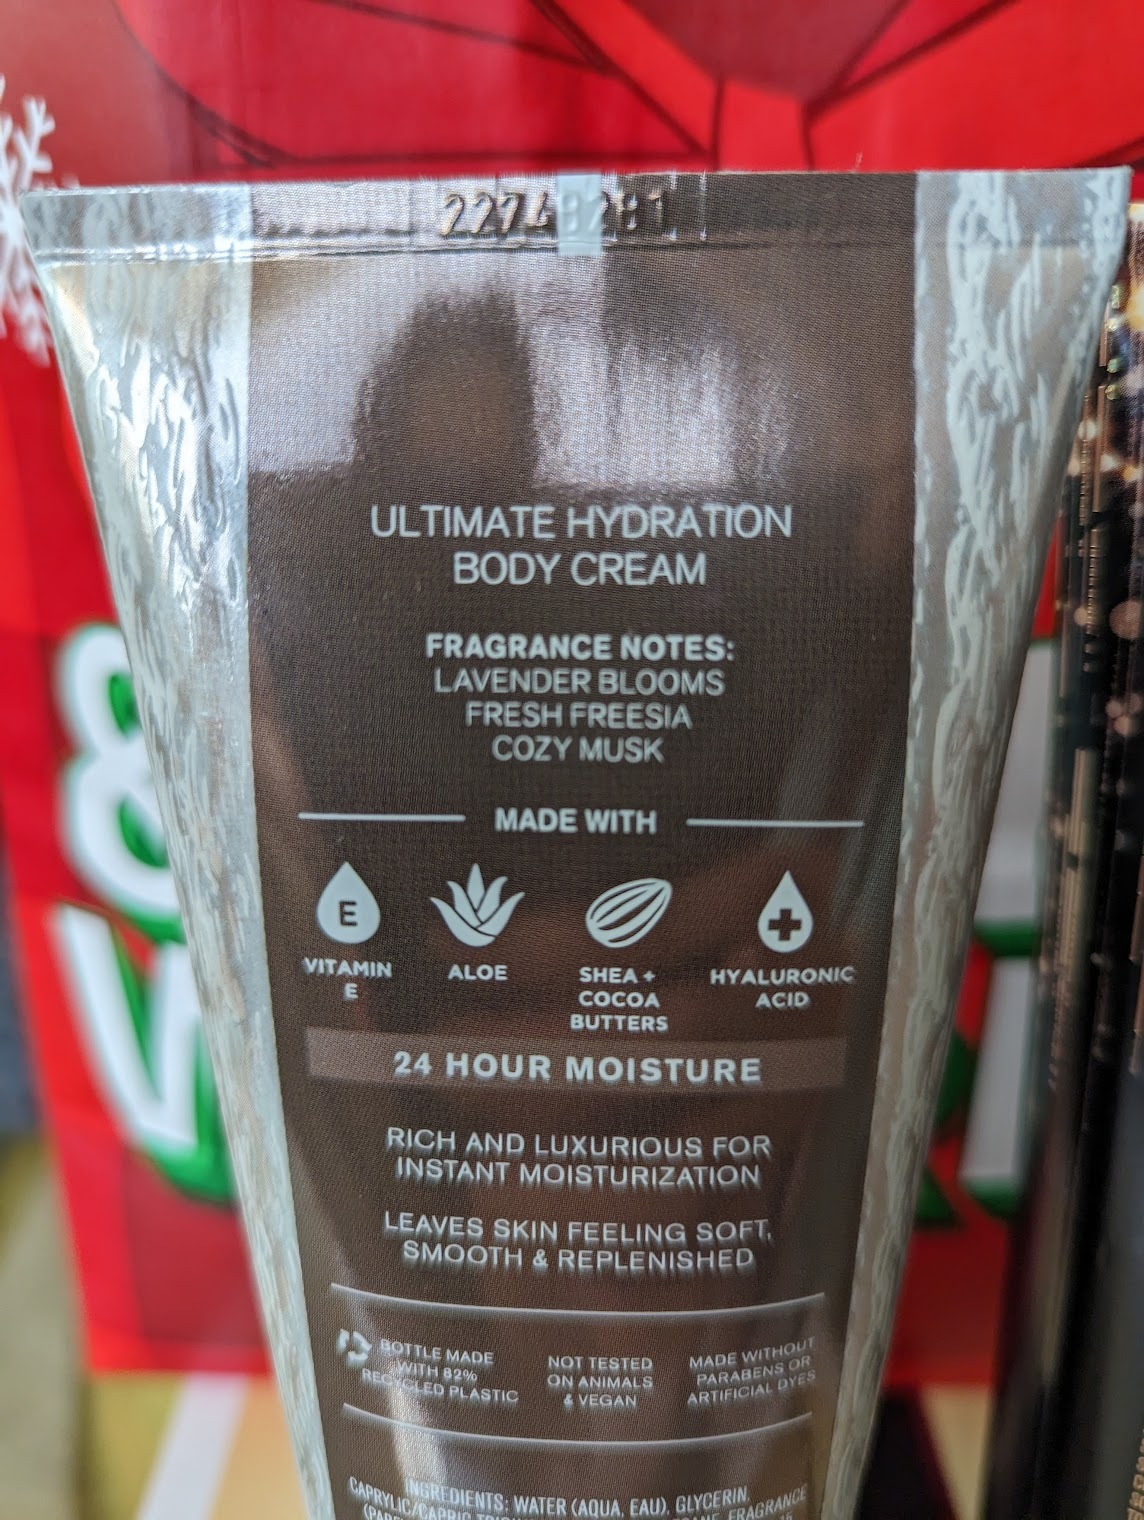 ULTIMATE HYDRATION
BODY CREAM
FRAGRANCE NOTES:
LAVENDER BLOOMS
FRESH FREESIA
COZY MUSK
MADE WITH
E
VITAMIN
E
ALOE
SHEA +
COCOA
BUTTERS
HYALURONIC
ACID
24 HOUR MOISTURE
RICH AND LUXURIOUS FOR
INSTANT MOISTURIZATION
LEAVES SKIN FEELING SOFT,
SMOOTH & REPLENISHED
BOTTLE MADE
WITH 82%
RECYCLED PLASTIC
NOT TESTED
ON ANIMALS
& VEGAN
MADE WITHOUT
PARABENS OR
ARTIFICIAL DYES
INGREDIENTS: WATER (AQUA, EAU), GLYCERIN,
FRAGRANCE
8